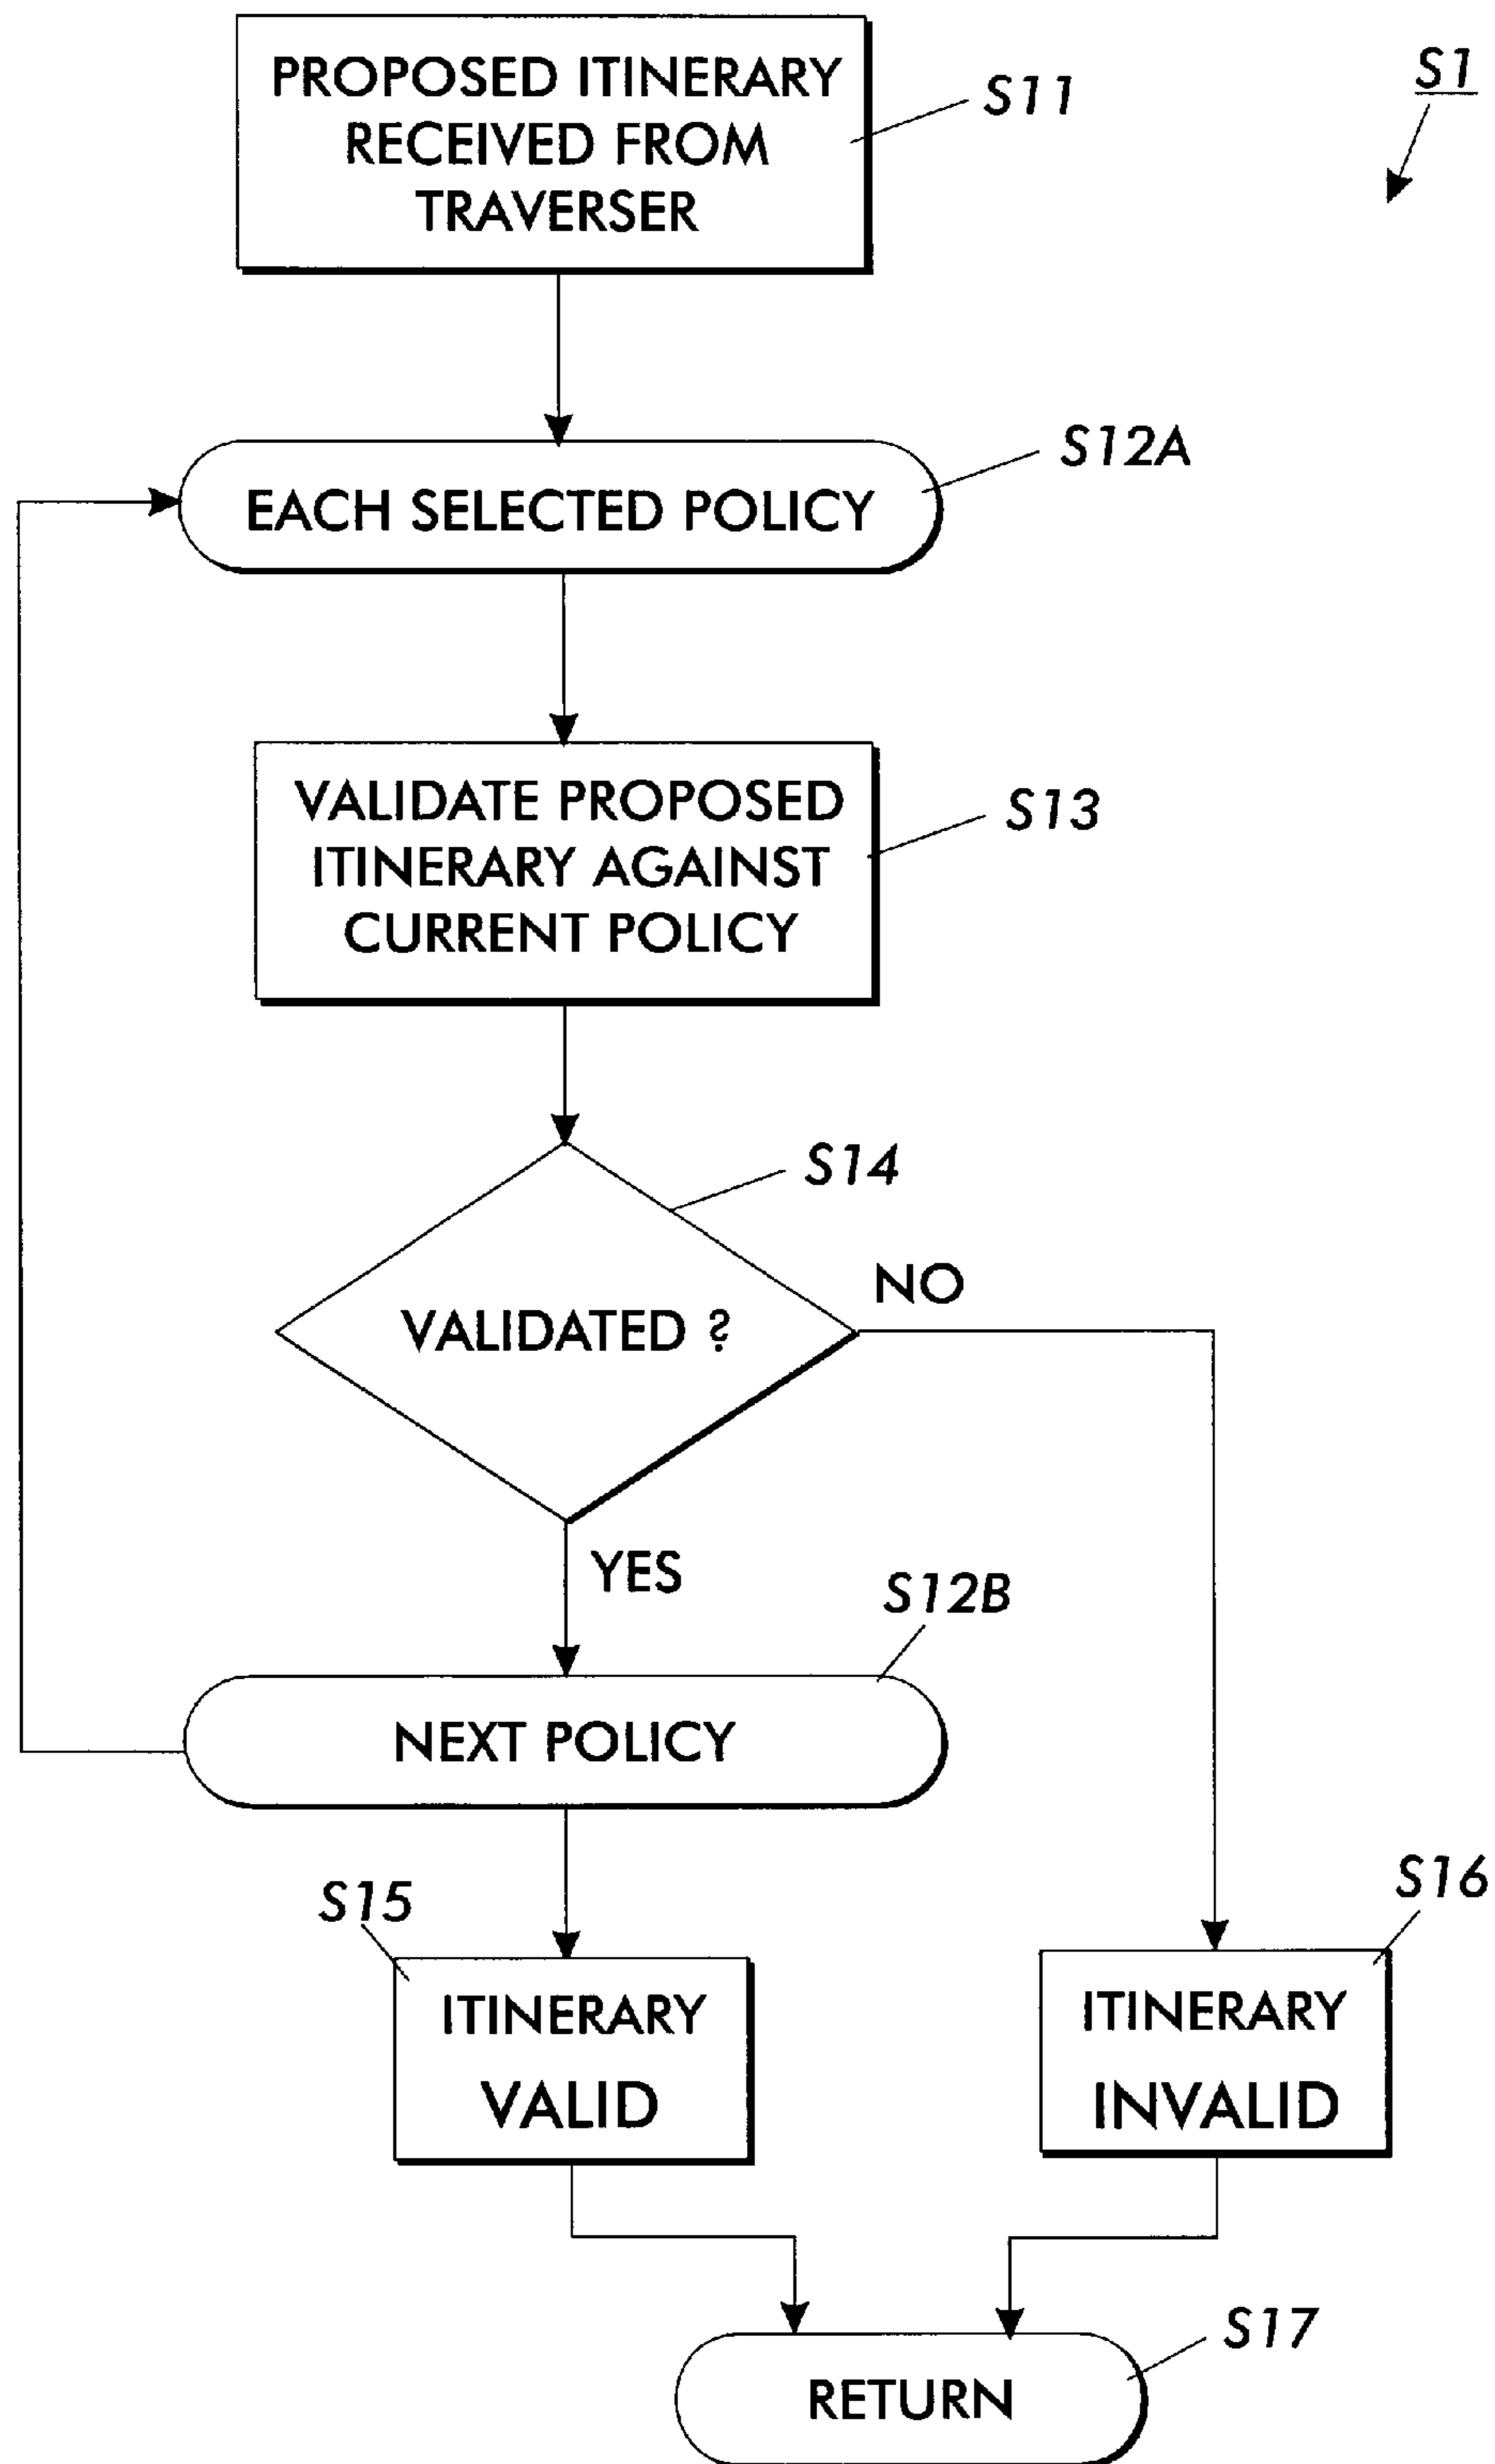 PROPOSED ITINERARY
RECEIVED FROM
TRAVERSER
S11
S1
EACH SELECTED POLICY
S12A
VALIDATE PROPOSED
ITINERARY AGAINST
CURRENT POLICY
S13
S14
VALIDATED ?
NO
YES
S12B
NEXT POLICY
S15
ITINERARY
VALID
S16
ITINERARY
INVALID
S17
RETURN